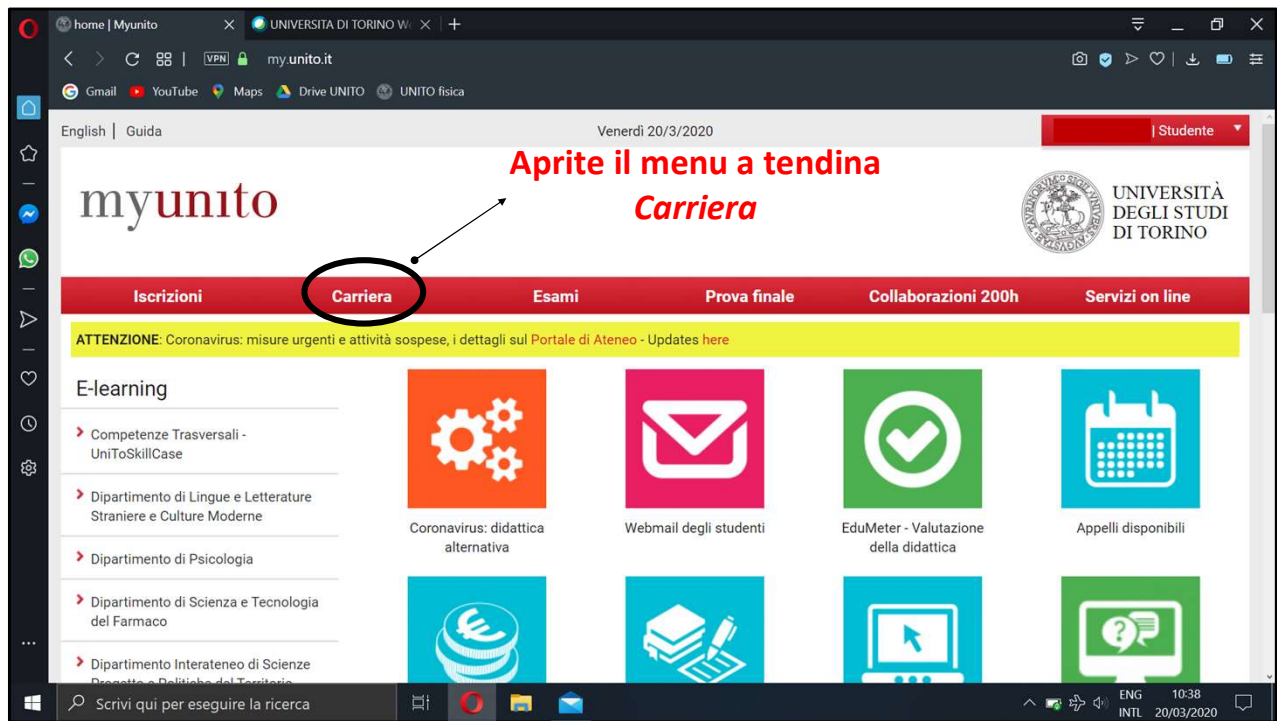 home | Myunito
UNIVERSITA DI TORINO W
VPN my.unito.it
Gmail YouTube Maps Drive UNITO UNITO fisica
English | Guida
Venerdì 20/3/2020
| Studente
Aprite il menu a tendina
Carriera
myunito
UNIVERSITÀ
DEGLI STUDI
DI TORINO
Iscrizioni Carriera Esami Prova finale Collaborazioni 200h Servizi on line
ATTENZIONE: Coronavirus: misure urgenti e attività sospese, i dettagli sul Portale di Ateneo - Updates here
E-learning
Competenze Trasversali -
UniToSkillCase
Dipartimento di Lingue e Letterature
Straniere e Culture Moderne
Dipartimento di Psicologia
Dipartimento di Scienza e Tecnologia
del Farmaco
Dipartimento Interateneo di Scienze
Progetto e Politiche del Territorio
Coronavirus: didattica
alternativa
Webmail degli studenti
EduMeter - Valutazione
della didattica
Appelli disponibili
Scrivi qui per eseguire la ricerca
ENG
INTL
10:38
20/03/2020